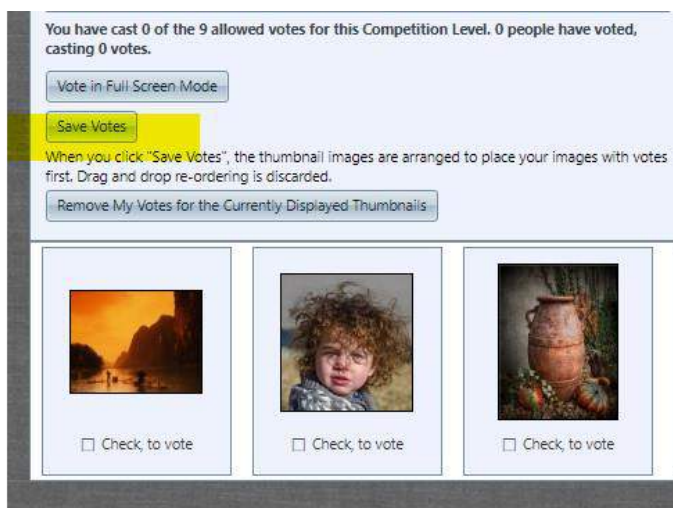 You have cast 0 of the 9 allowed votes for this Competition Level. 0 people have voted,
casting 0 votes.
Vote in Full Screen Mode
Save Votes
When you click "Save Votes", the thumbnail images are arranged to place your images with votes
first. Drag and drop re-ordering is discarded.
Remove My Votes for the Currently Displayed Thumbnails
Check, to vote
Check, to vote
Check, to vote